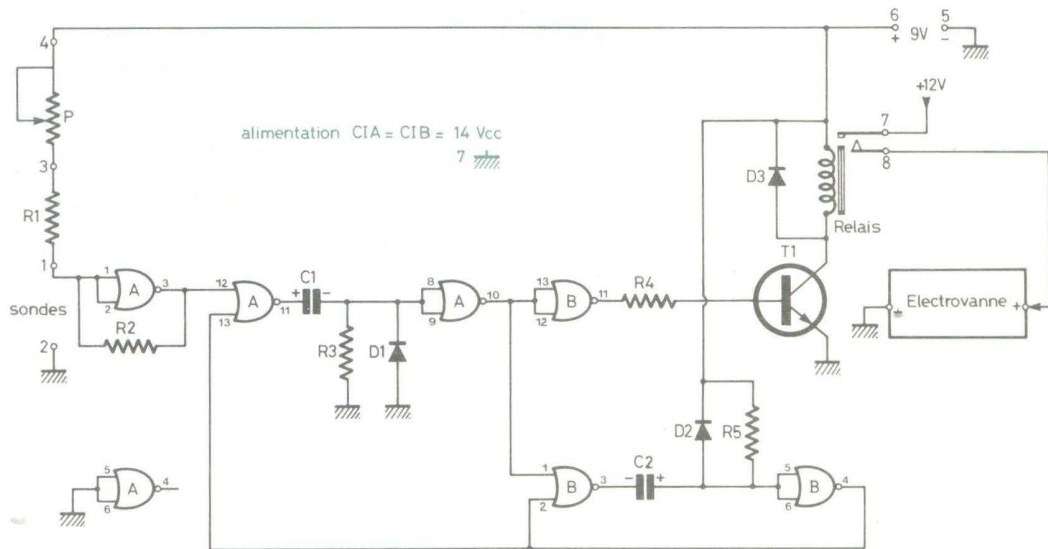 6 5
+ 9V -
4
+12V
P
alimentation CIA = CIB = 14 Vcc
7
7
8
3
D3
R1
Relais
T1
1
C1
1
2
A
3
12
13
A
11
+ -
8
9
A
10
13
12
B
11
R4
Electrovanne
+
sondes
R2
R3
D1
2
D2
R5
C2
5
6
A
4
1
2
B
3
- +
5
6
B
4